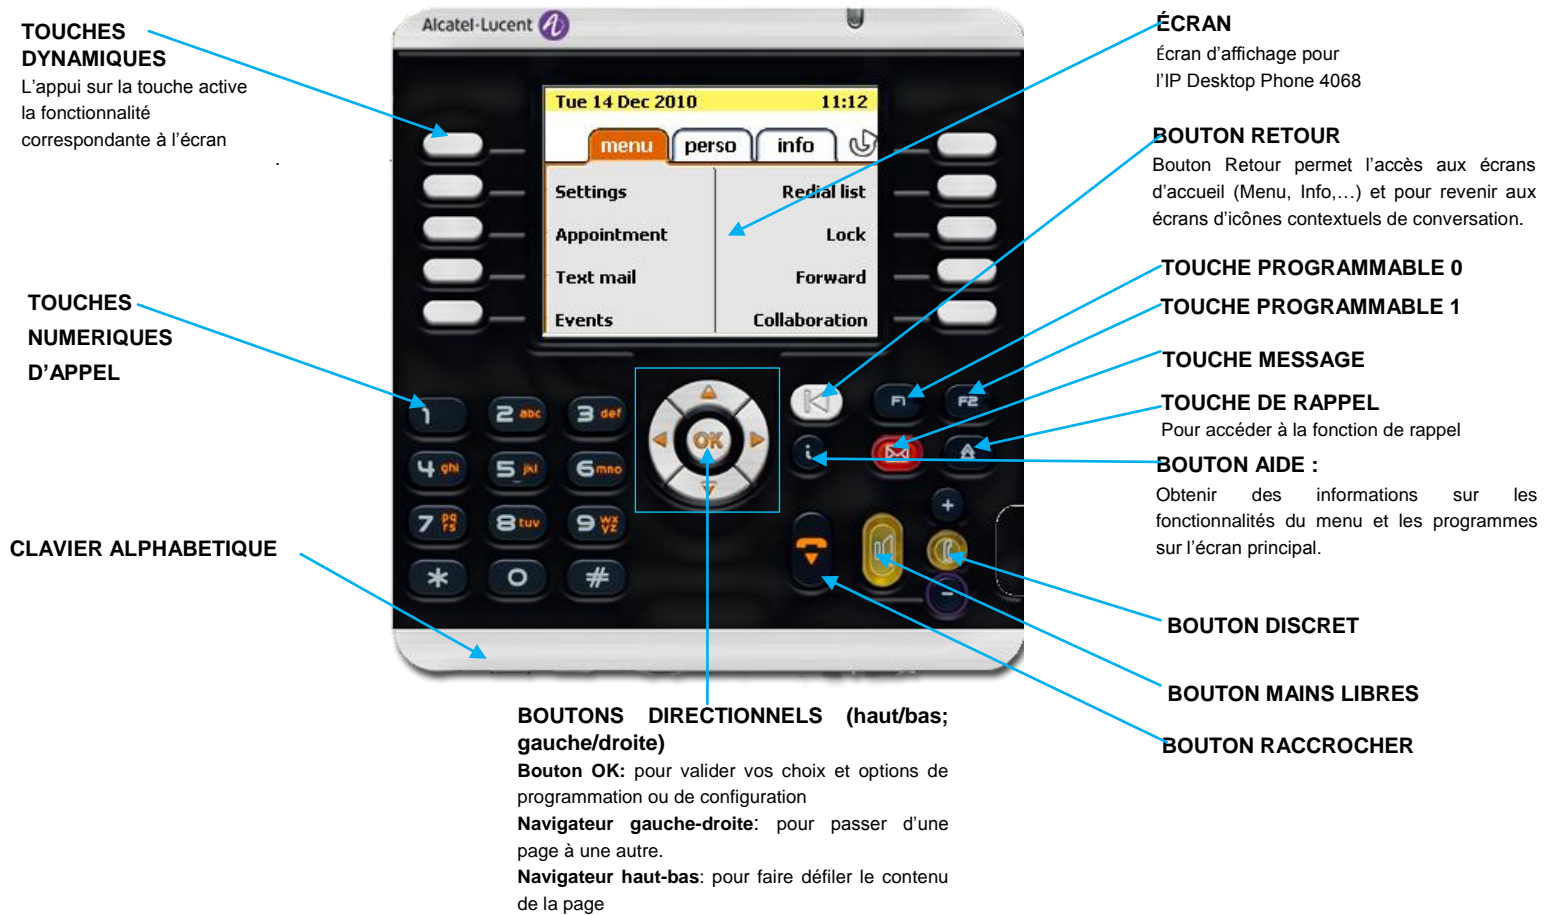 TOUCHES
DYNAMIQUES
L'appui sur la touche active
la fonctionnalité
correspondante à l'écran
.
TOUCHES
NUMERIQUES
D'APPEL
CLAVIER ALPHABETIQUE
Alcatel·Lucent
Tue 14 Dec 2010 11:12
menu perso info
Settings Redial list
Appointment Lock
Text mail Forward
Events Collaboration
1 2 abc 3 def
4 ghi 5 jkl 6 mno
7 pq rs 8 tuv 9 wx yz
* 0 #
OK
F1 F2
i
+
-
BOUTONS DIRECTIONNELS (haut/bas;
gauche/droite)
Bouton OK: pour valider vos choix et options de
programmation ou de configuration
Navigateur gauche-droite: pour passer d'une
page à une autre.
Navigateur haut-bas: pour faire défiler le contenu
de la page
ÉCRAN
Écran d'affichage pour
l'IP Desktop Phone 4068
BOUTON RETOUR
Bouton Retour permet l'accès aux écrans
d'accueil (Menu, Info,…) et pour revenir aux
écrans d'icônes contextuels de conversation.
TOUCHE PROGRAMMABLE 0
TOUCHE PROGRAMMABLE 1
TOUCHE MESSAGE
TOUCHE DE RAPPEL
Pour accéder à la fonction de rappel
BOUTON AIDE :
Obtenir des informations sur les
fonctionnalités du menu et les programmes
sur l'écran principal.
BOUTON DISCRET
BOUTON MAINS LIBRES
BOUTON RACCROCHER